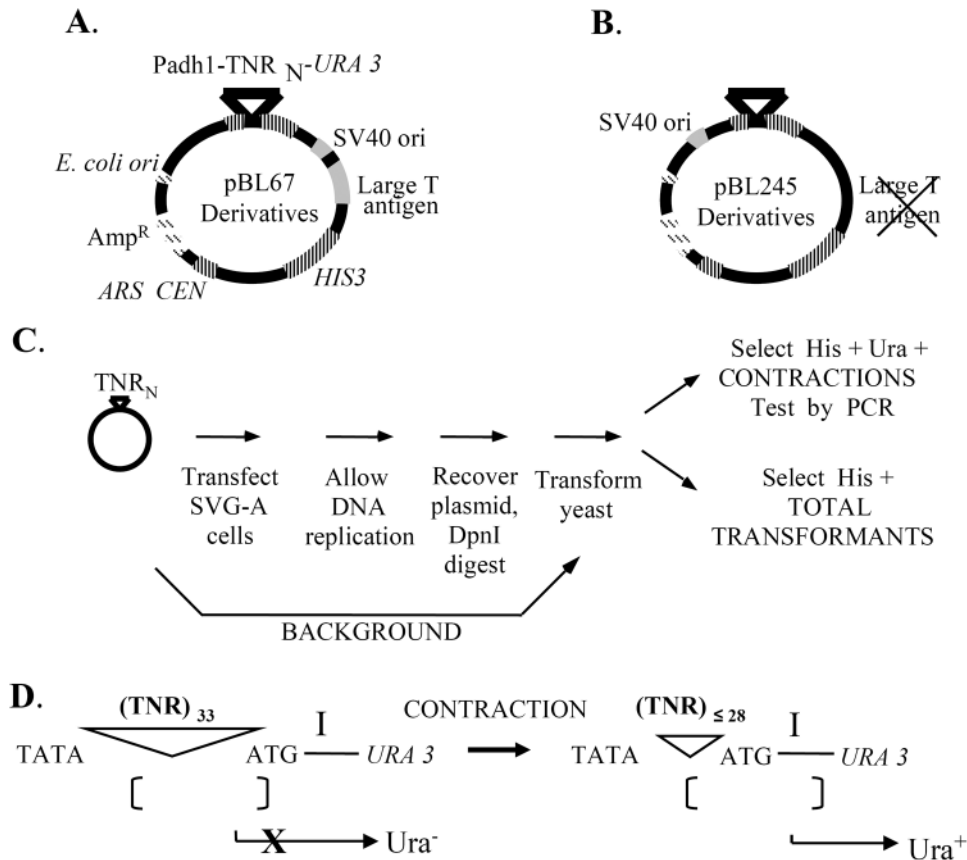 A.
Padh1-TNR N-URA 3
SV40 ori
E. coli ori
pBL67
Derivatives
Large T
antigen
AmpR
ARS CEN
HIS3
B.
SV40 ori
pBL245
Derivatives
Large T
antigen
C.
TNRN
Transfect
SVG-A
cells
Allow
DNA
replication
Recover
plasmid,
DpnI
digest
Transform
yeast
Select His + Ura +
CONTRACTIONS
Test by PCR
Select His +
TOTAL
TRANSFORMANTS
BACKGROUND
D.
(TNR) 33
TATA
ATG
I
URA 3
X
Ura-
CONTRACTION
(TNR) ≤ 28
TATA
ATG
I
URA 3
Ura+